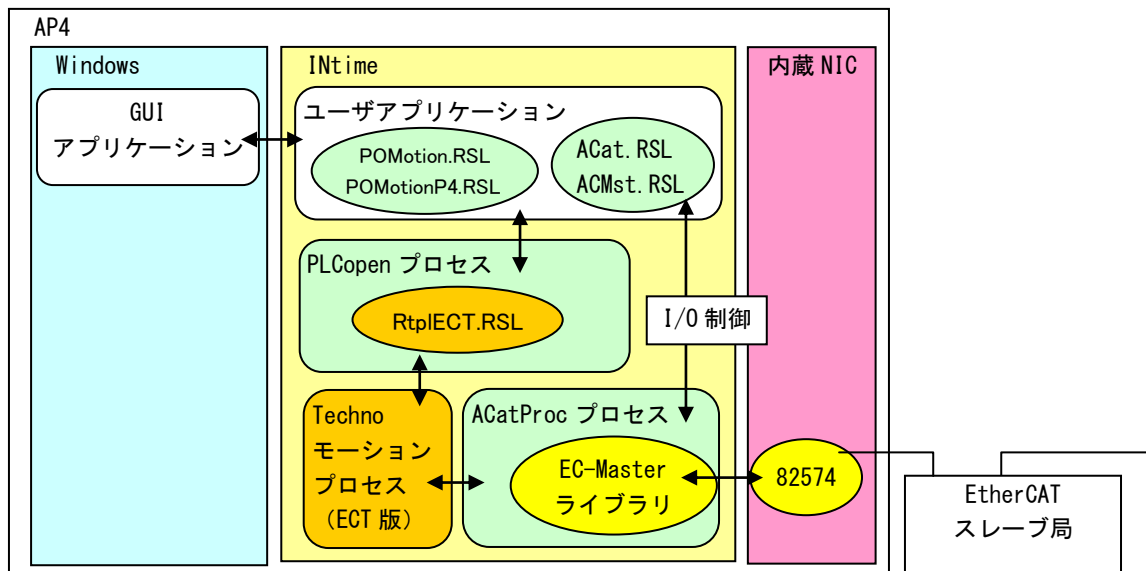 AP4
Windows
INtime
内蔵 NIC
GUI
アプリケーション
ユーザアプリケーション
POMotion.RSL
POMotionP4.RSL
ACat.RSL
ACMst.RSL
PLCopen プロセス
RtplECT.RSL
I/O 制御
Techno
モーション
プロセス
(ECT 版)
ACatProc プロセス
EC-Master
ライブラリ
82574
EtherCAT
スレーブ局